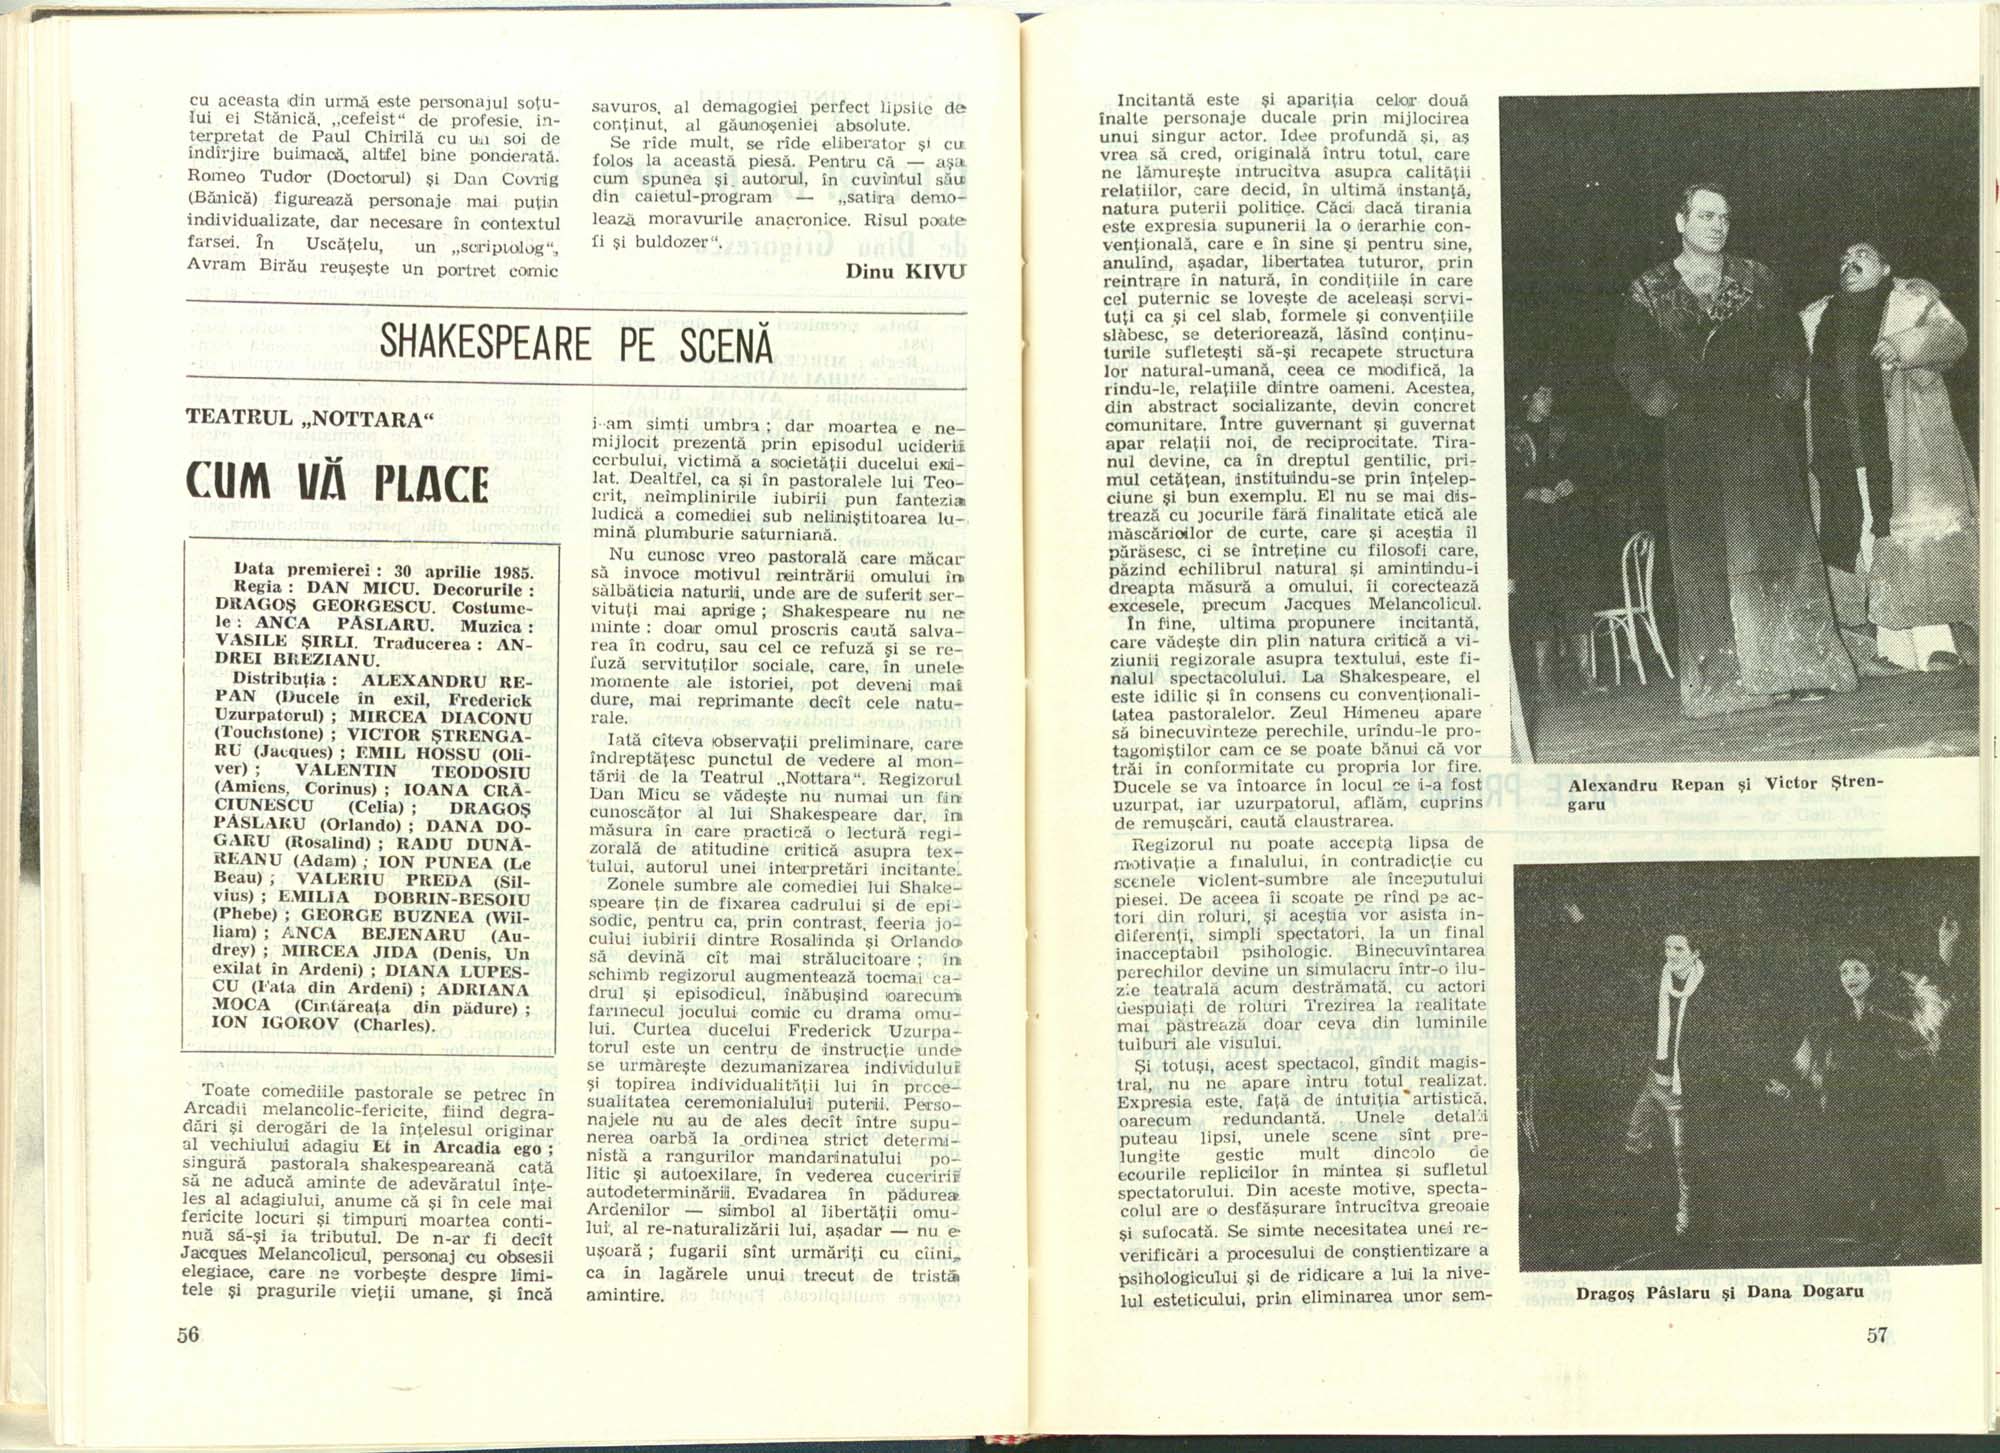 cu aceasta din urmă este personajul soțu-
lui ei Stănică, „cefeist“ de profesie, in-
terpretat de Paul Chirilă cu un soi de
îndîrjire buimacă, altfel bine ponderată.
Romeo Tudor (Doctorul) și Dan Covrig
(Bănică) figurează personaje mai puțin
individualizate, dar necesare în contextul
farsei. În Uscățelu, un „scriptolog“,
Avram Birău reușește un portret comic
savuros, al demagogiei perfect lipsite de
conținut, al găunoșeniei absolute.
Se rîde mult, se rîde eliberator și cu
folos la această piesă. Pentru că — așa
cum spunea și autorul, în cuvîntul său
din caietul-program — „satira demo-
lează moravurile anacronice. Risul poate
fi și buldozer“.
Dinu KIVU
SHAKESPEARE PE SCENĂ
TEATRUL „NOTTARA“
CUM VĂ PLACE
Data premierei : 30 aprilie 1985.
Regia : DAN MICU. Decorurile :
DRAGOȘ GEORGESCU. Costume-
le : ANCA PÂSLARU. Muzica :
VASILE ȘIRLI. Traducerea : AN-
DREI BREZIANU.
Distribuția : ALEXANDRU RE-
PAN (Ducele în exil, Frederick
Uzurpatorul) ; MIRCEA DIACONU
(Touchstone) ; VICTOR ȘTRENGA-
RU (Jacques) ; EMIL HOSSU (Oli-
ver) ; VALENTIN TEODOSIU
(Amiens, Corinus) ; IOANA CRĂ-
CIUNESCU (Celia) ; DRAGOȘ
PÂSLARU (Orlando) ; DANA DO-
GARU (Rosalind) ; RADU DUNĂ-
REANU (Adam) ; ION PUNEA (Le
Beau) ; VALERIU PREDA (Sil-
vius) ; EMILIA DOBRIN-BESOIU
(Phebe) ; GEORGE BUZNEA (Wil-
liam) ; ANCA BEJENARU (Au-
drey) ; MIRCEA JIDA (Denis, Un
exilat în Ardeni) ; DIANA LUPES-
CU (Fata din Ardeni) ; ADRIANA
MOCA (Cîntăreața din pădure) ;
ION IGOROV (Charles).
Toate comediile pastorale se petrec în
Arcadii melancolic-fericite, fiind degra-
dări și derogări de la înțelesul originar
al vechiului adagiu Et in Arcadia ego ;
singură pastorala shakespeareană cată
să ne aducă aminte de adevăratul înțe-
les al adagiului, anume că și în cele mai
fericite locuri și timpuri moartea conti-
nuă să-și ia tributul. De n-ar fi decît
Jacques Melancolicul, personaj cu obsesii
elegiace, care ne vorbește despre limi-
tele și pragurile vieții umane, și încă
i-am simți umbra ; dar moartea e ne-
mijlocit prezentă prin episodul uciderii
cerbului, victimă a societății ducelui exi-
lat. Dealtfel, ca și în pastoralele lui Teo-
crit, neîmplinirile iubirii pun fantezia
ludică a comediei sub neliniștitoarea lu-
mină plumburie saturniană.
Nu cunosc vreo pastorală care măcar
să invoce motivul reintrării omului în
sălbăticia naturii, unde are de suferit ser-
vituți mai aprige ; Shakespeare nu ne
minte : doar omul proscris caută salva-
rea în codru, sau cel ce refuză și se re-
fuză servituților sociale, care, în unele
momente ale istoriei, pot deveni mai
dure, mai reprimante decît cele natu-
rale.
Iată cîteva observații preliminare, care
îndreptățesc punctul de vedere al mon-
tării de la Teatrul „Nottara“. Regizorul
Dan Micu se vădește nu numai un fin
cunoscător al lui Shakespeare dar, în
măsura în care practică o lectură regi-
zorală de atitudine critică asupra tex-
tului, autorul unei interpretări incitante.
Zonele sumbre ale comediei lui Shake-
speare țin de fixarea cadrului și de epi-
sodic, pentru ca, prin contrast, feeria jo-
cului iubirii dintre Rosalinda și Orlando
să devină cît mai strălucitoare ; în
schimb regizorul augmentează tocmai ca-
drul și episodicul, înăbușind oarecum
farmecul jocului comic cu drama omu-
lui. Curtea ducelui Frederick Uzurpa-
torul este un centru de instrucție unde
se urmărește dezumanizarea individului
și topirea individualității lui în proce-
sualitatea ceremonialului puterii. Perso-
najele nu au de ales decît între supu-
nerea oarbă la ordinea strict determi-
nistă a rangurilor mandarinatului po-
litic și autoexilare, în vederea cuceririi
autodeterminării. Evadarea în pădurea
Ardenilor — simbol al libertății omu-
lui, al re-naturalizării lui, așadar — nu e
ușoară ; fugarii sînt urmăriți cu cîini,
ca în lagărele unui trecut de tristă
amintire.
56
Incitantă este și apariția celor două
înalte personaje ducale prin mijlocirea
unui singur actor. Idee profundă și, aș
vrea să cred, originală întru totul, care
ne lămurește intrucitva asupra calității
relațiilor, care decid, în ultimă instanță,
natura puterii politice. Căci dacă tirania
este expresia supunerii la o ierarhie con-
vențională, care e în sine și pentru sine,
anulînd, așadar, libertatea tuturor, prin
reintrare în natură, în condițiile în care
cel puternic se lovește de aceleași servi-
tuți ca și cel slab, formele și convențiile
slăbesc, se deteriorează, lăsînd conținu-
turile sufletești să-și recapete structura
lor natural-umană, ceea ce modifică, la
rîndu-le, relațiile dintre oameni. Acestea,
din abstract socializante, devin concret
comunitare. Între guvernant și guvernat
apar relații noi, de reciprocitate. Tira-
nul devine, ca în dreptul gentilic, pri-
mul cetățean, instituindu-se prin înțelep-
ciune și bun exemplu. El nu se mai dis-
trează cu jocurile fără finalitate etică ale
măscăricilor de curte, care și aceștia îl
părăsesc, ci se întreține cu filosofi care,
păzind echilibrul natural și amintindu-i
dreapta măsură a omului, îi corectează
excesele, precum Jacques Melancolicul.
În fine, ultima propunere incitantă,
care vădește din plin natura critică a vi-
ziunii regizorale asupra textului, este fi-
nalul spectacolului. La Shakespeare, el
este idilic și în consens cu convenționali-
tatea pastoralelor. Zeul Himeneu apare
să binecuvinteze perechile, urîndu-le pro-
tagoniștilor cam ce se poate bănui că vor
trăi în conformitate cu propria lor fire.
Ducele se va întoarce în locul ce i-a fost
uzurpat, iar uzurpatorul, aflăm, cuprins
de remușcări, caută claustrarea.
Regizorul nu poate accepta lipsa de
motivație a finalului, în contradicție cu
scenele violent-sumbre ale începutului
piesei. De aceea îi scoate pe rînd pe ac-
tori din roluri, și aceștia vor asista in-
diferenți, simpli spectatori, la un final
inacceptabil psihologic. Binecuvîntarea
perechilor devine un simulacru într-o ilu-
zie teatrală acum destrămată, cu actori
despuiați de roluri. Trezirea la realitate
mai păstrează doar ceva din luminile
tulburi ale visului.
Și totuși, acest spectacol, gîndit magis-
tral, nu ne apare întru totul realizat.
Expresia este, față de intuiția artistică,
oarecum redundantă. Unele detalii
puteau lipsi, unele scene sînt pre-
lungite gestic mult dincolo de
ecourile replicilor în mintea și sufletul
spectatorului. Din aceste motive, specta-
colul are o desfășurare întrucîtva greoaie
și sufocată. Se simte necesitatea unei re-
verificări a procesului de conștientizare a
psihologicului și de ridicare a lui la nive-
lul esteticului, prin eliminarea unor sem-
Alexandru Repan și Victor Ștren-
garu
Dragoș Pâslaru și Dana Dogaru
57